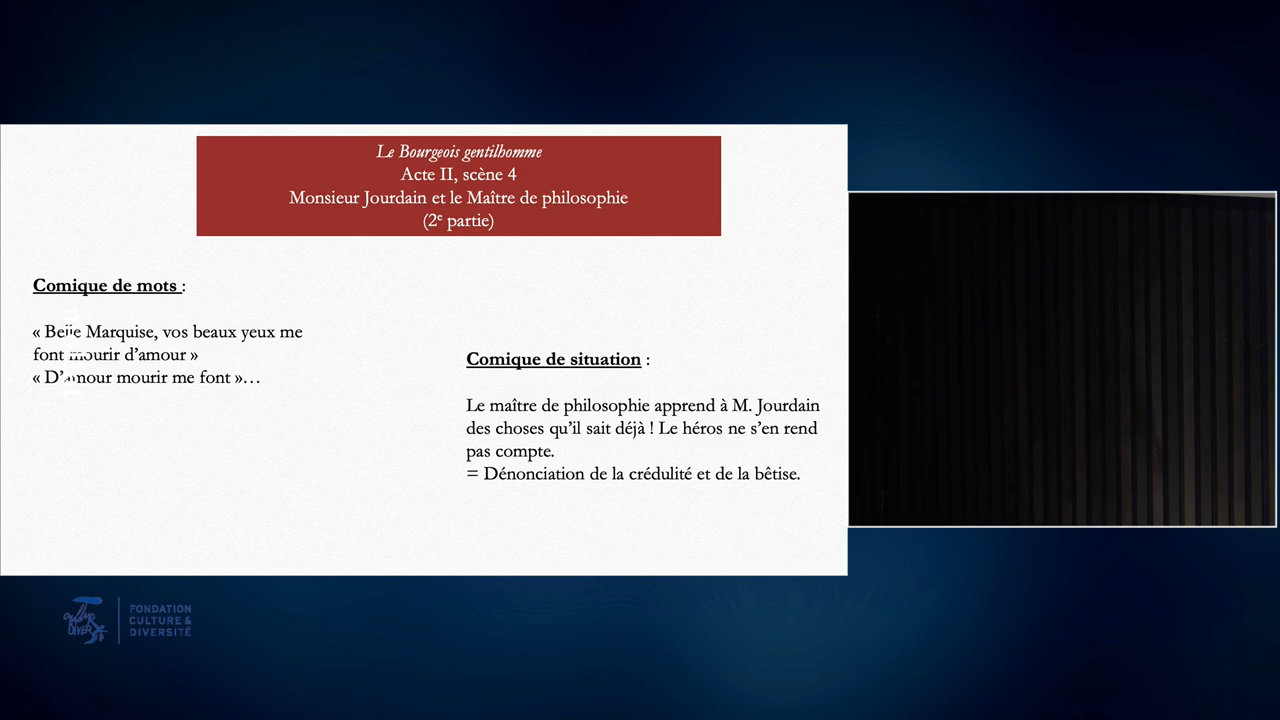 Le Bourgeois gentilhomme
Acte II, scène 4
Monsieur Jourdain et le Maître de philosophie
(2e partie)
Comique de mots :
« Belle Marquise, vos beaux yeux me
font mourir d’amour »
« D’amour mourir me font »…
Comique de situation :
Le maître de philosophie apprend à M. Jourdain
des choses qu’il sait déjà ! Le héros ne s’en rend
pas compte.
= Dénonciation de la crédulité et de la bêtise.
FONDATION
CULTURE &
DIVERSITÉ